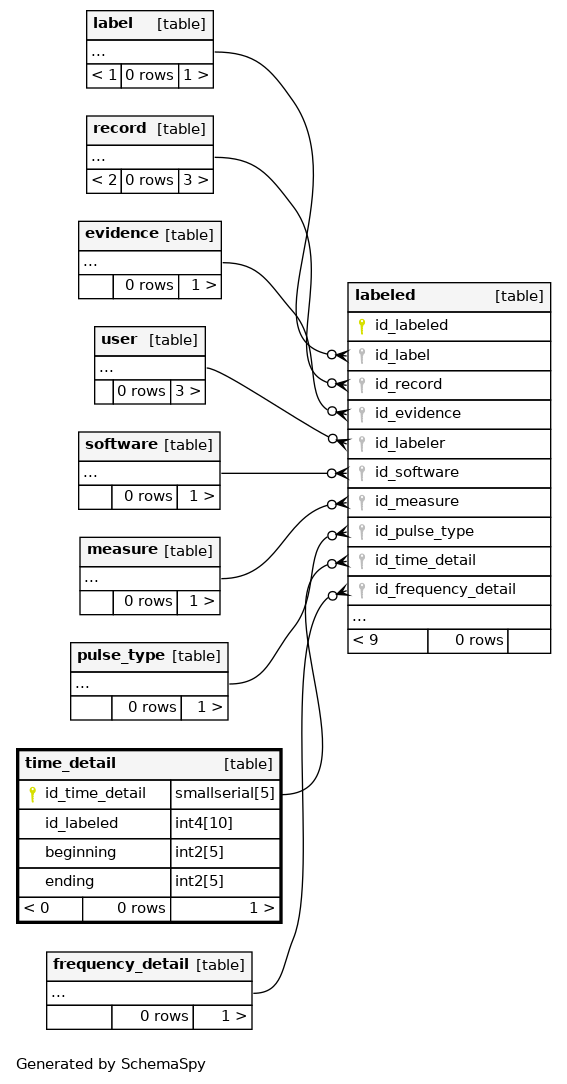 label [table]
...
< 1 0 rows 1 >
record [table]
...
< 2 0 rows 3 >
evidence [table]
...
0 rows 1 >
user [table]
...
0 rows 3 >
software [table]
...
0 rows 1 >
measure [table]
...
0 rows 1 >
pulse_type [table]
...
0 rows 1 >
time_detail [table]
id_time_detail smallserial[5]
id_labeled int4[10]
beginning int2[5]
ending int2[5]
< 0 0 rows 1 >
frequency_detail [table]
...
0 rows 1 >
labeled [table]
id_labeled
id_label
id_record
id_evidence
id_labeler
id_software
id_measure
id_pulse_type
id_time_detail
id_frequency_detail
...
< 9 0 rows
Generated by SchemaSpy